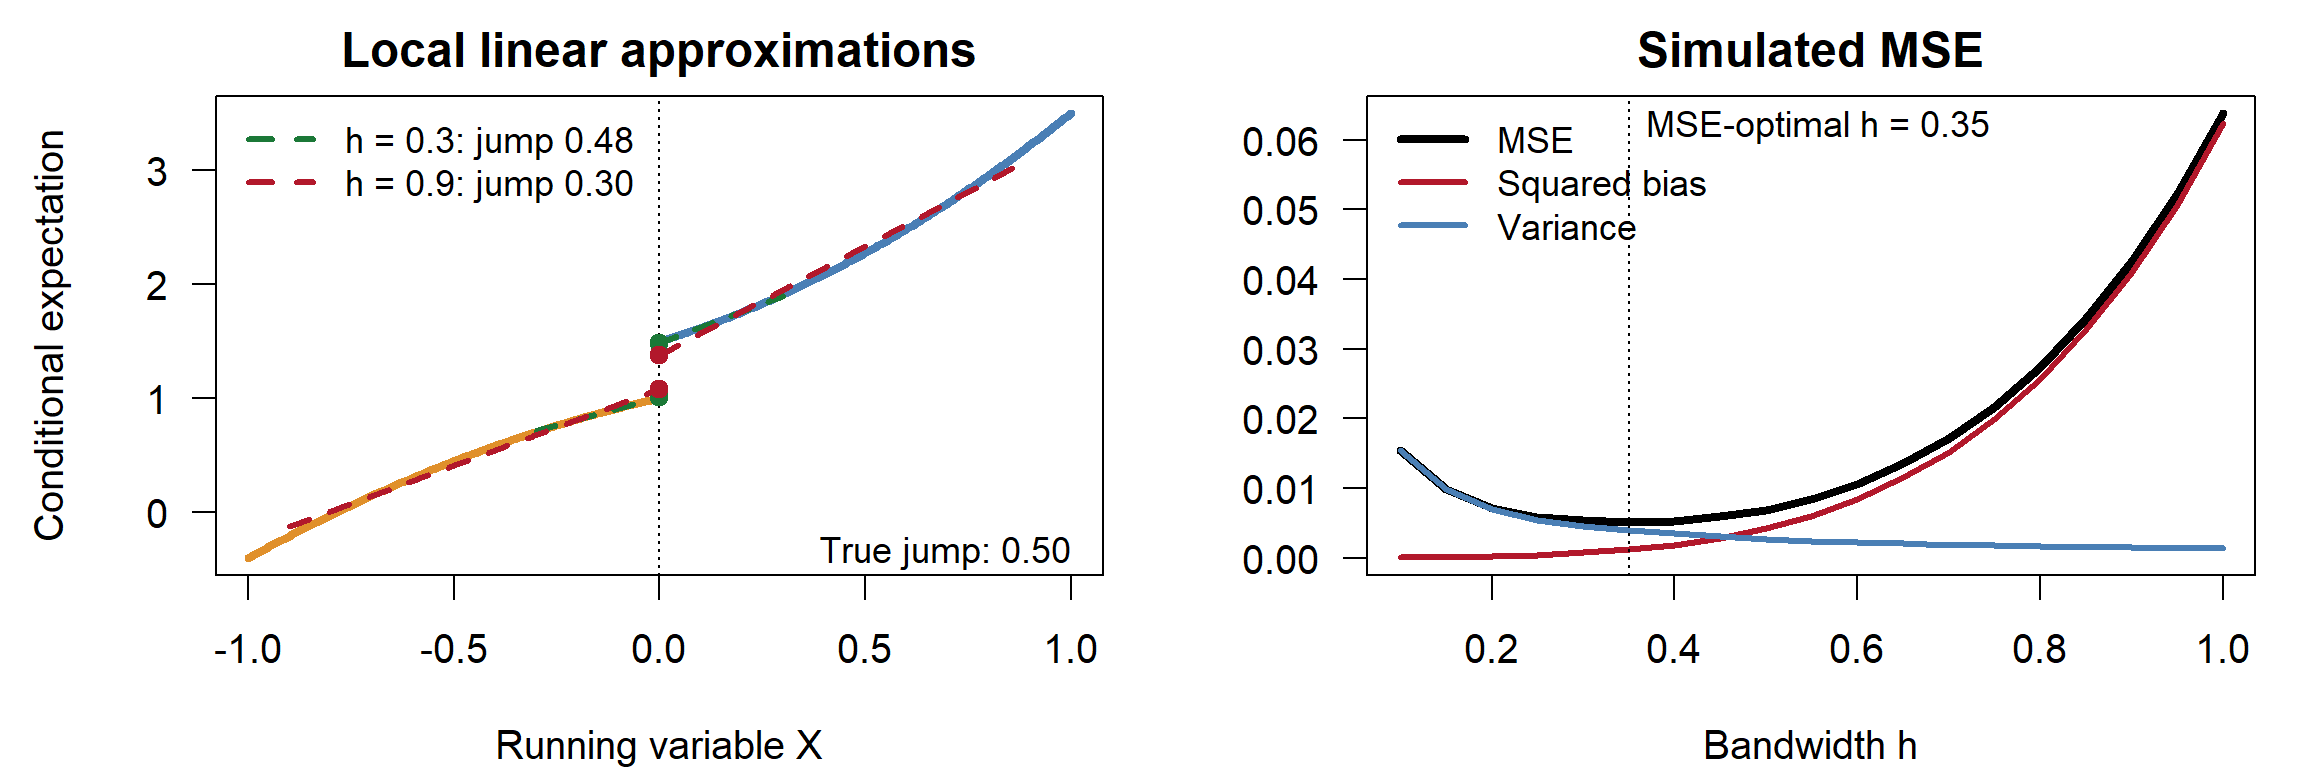 Local linear approximations
h = 0.3: jump 0.48
h = 0.9: jump 0.30
True jump: 0.50
Conditional expectation
3
2
1
0
-1.0 -0.5 0.0 0.5 1.0
Running variable X
Simulated MSE
MSE-optimal h = 0.35
MSE
Squared bias
Variance
0.06
0.05
0.04
0.03
0.02
0.01
0.00
0.2 0.4 0.6 0.8 1.0
Bandwidth h